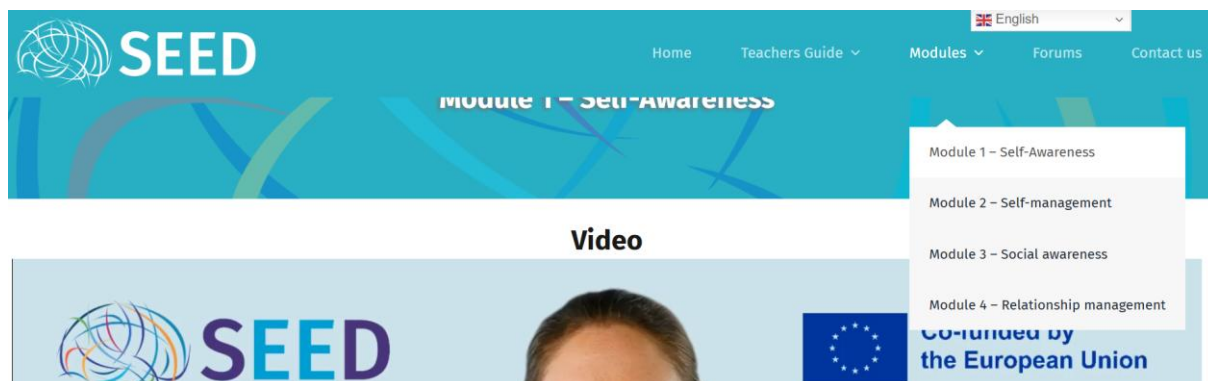 English
SEED
Home Teachers Guide Modules Forums Contact us
Module 1 – Self-Awareness
Module 1 – Self-Awareness
Module 2 – Self-management
Module 3 – Social awareness
Module 4 – Relationship management
Video
SEED
Co-funded by
the European Union